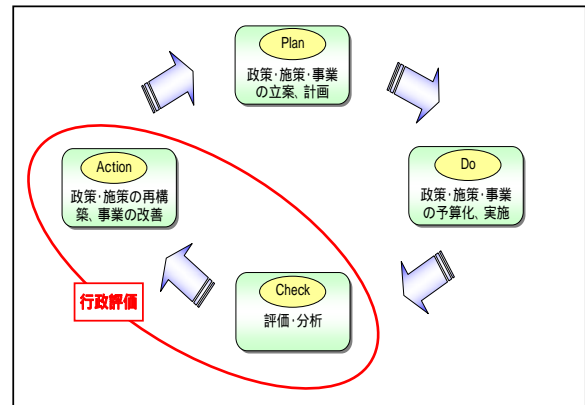 Plan
政策･施策･事業
の立案、計画
Do
政策･施策･事業
の予算化、実施
Check
評価･分析
Action
政策･施策の再構
築、事業の改善
行政評価